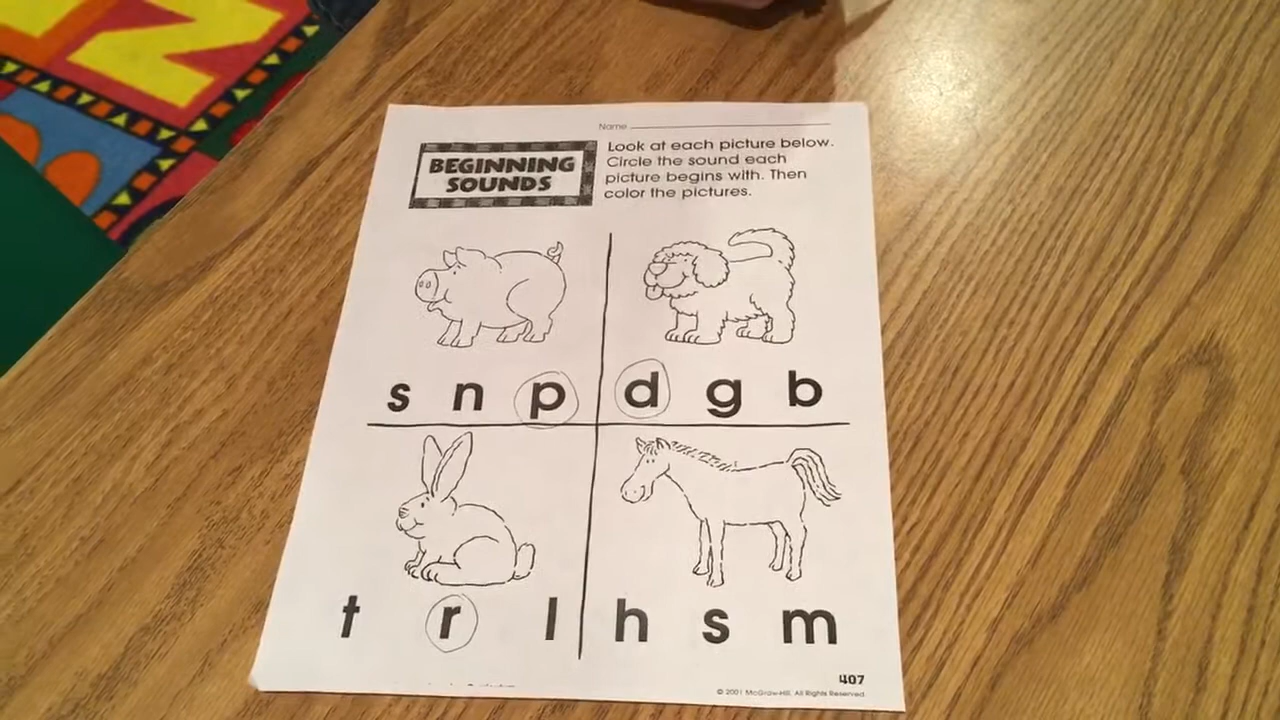 Name
BEGINNING
SOUNDS
Look at each picture below.
Circle the sound each
picture begins with. Then
color the pictures.
s n p
d g b
t r l
h s m
407
© 2001 McGraw-Hill. All Rights Reserved.